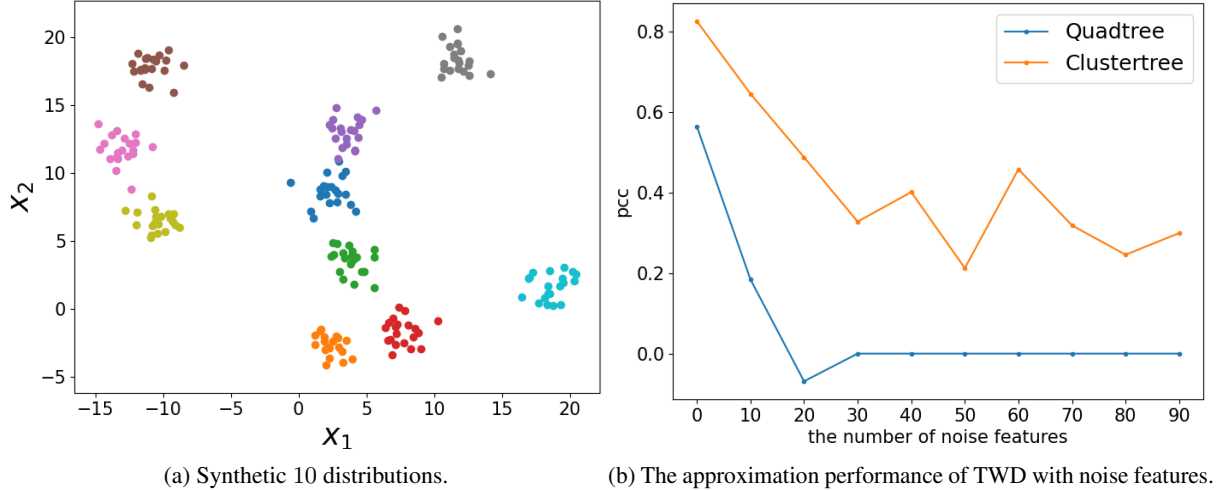 20
15
10
5
0
−5
x2
−15 −10 −5 0 5 10 15 20
x1
(a) Synthetic 10 distributions.
Quadtree
Clustertree
0.8
0.6
0.4
0.2
0.0
pcc
0 10 20 30 40 50 60 70 80 90
the number of noise features
(b) The approximation performance of TWD with noise features.